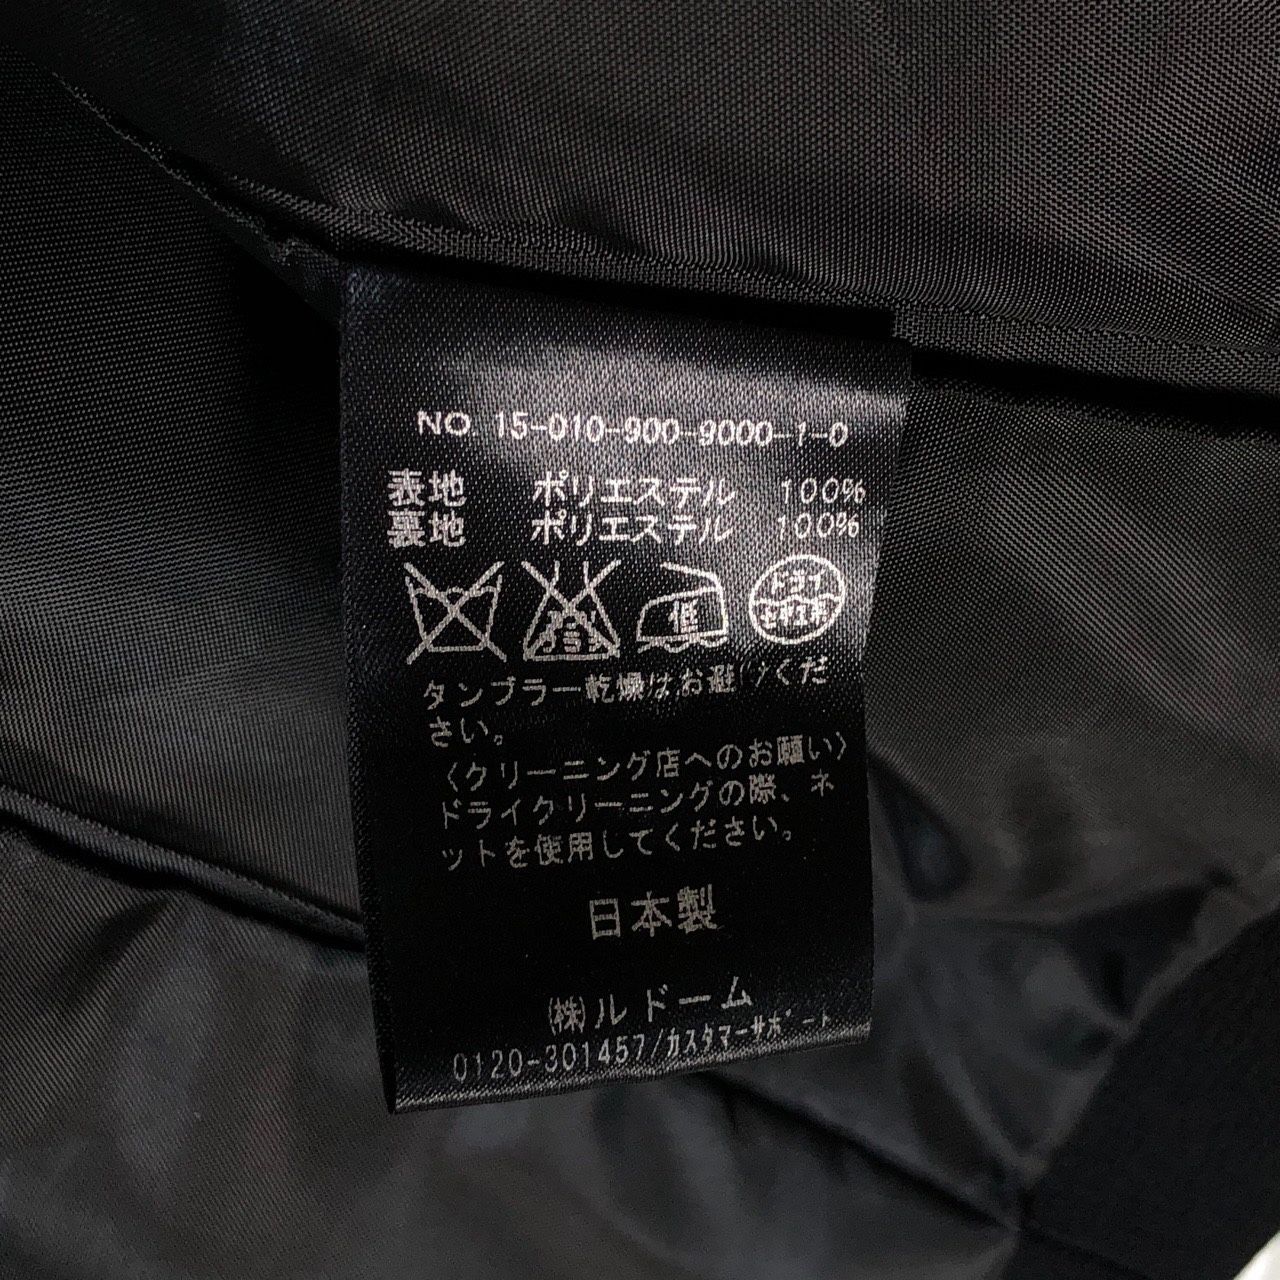 NO 15-010-900-9000-1-0
表地 ポリエステル 100%
裏地 ポリエステル 100%
低 ドライ
タンブラー乾燥はお避けくだ
さい。
〈クリーニング店へのお願い〉
ドライクリーニングの際、ネ
ットを使用してください。
日本製
㈱ルドーム
0120-301457/カスタマーサポート